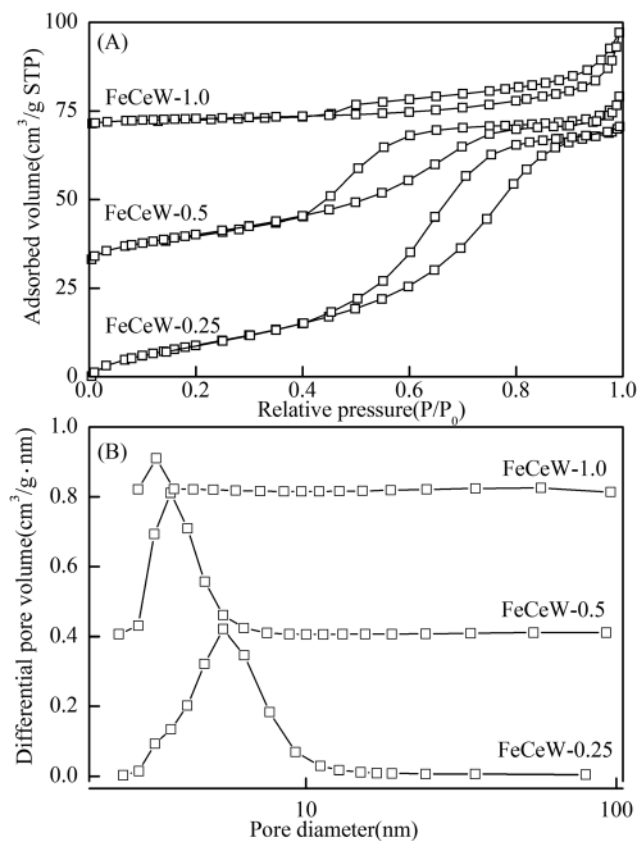 (A)
100
75
50
25
0
Adsorbed volume(cm³/g STP)
FeCeW-1.0
FeCeW-0.5
FeCeW-0.25
0.0 0.2 0.4 0.6 0.8 1.0
Relative pressure(P/P₀)
(B)
1.0
0.8
0.6
0.4
0.2
0.0
Differential pore volume(cm³/g·nm)
FeCeW-1.0
FeCeW-0.5
FeCeW-0.25
10 100
Pore diameter(nm)